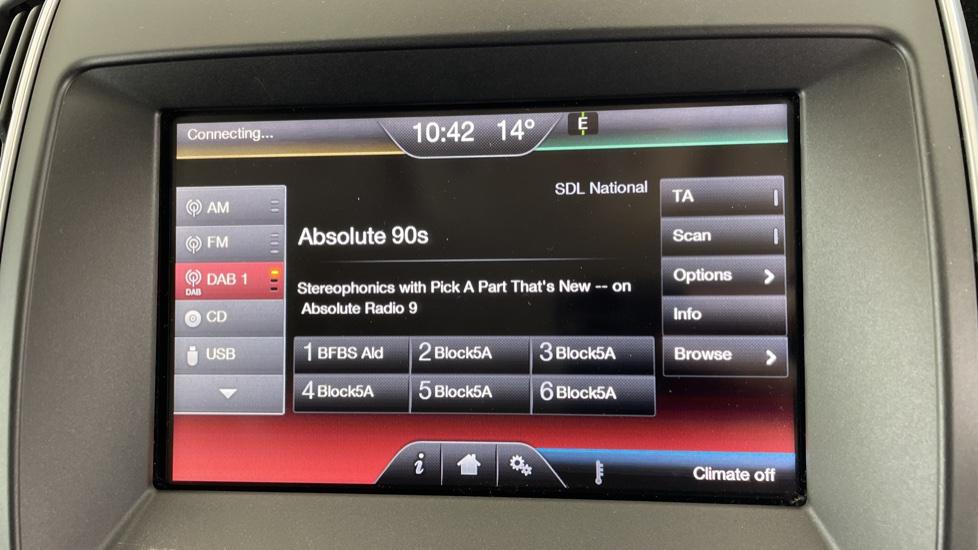 Connecting...
10:42 14° E
SDL National
AM
FM
DAB 1
DAB
CD
USB
Absolute 90s
Stereophonics with Pick A Part That's New -- on
Absolute Radio 9
1 BFBS Ald 2 Block5A 3 Block5A
4 Block5A 5 Block5A 6 Block5A
TA
Scan
Options
Info
Browse
i
Climate off